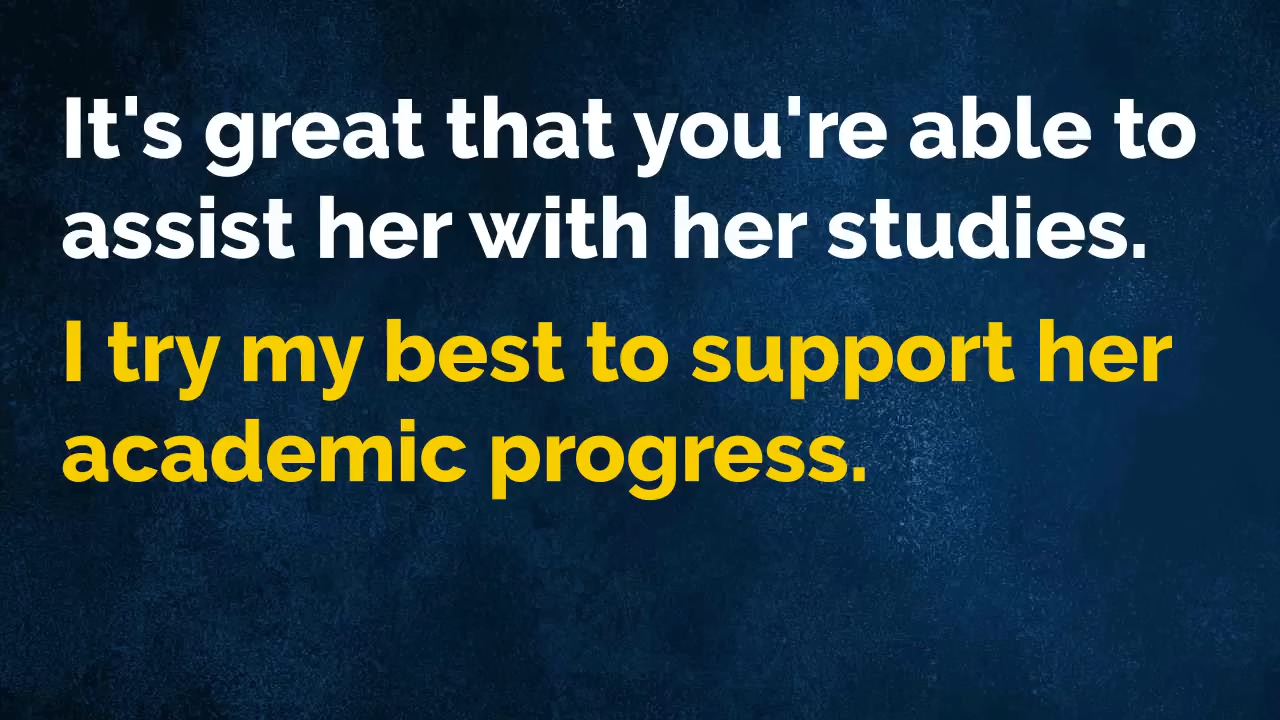 It's great that you're able to
assist her with her studies.
I try my best to support her
academic progress.